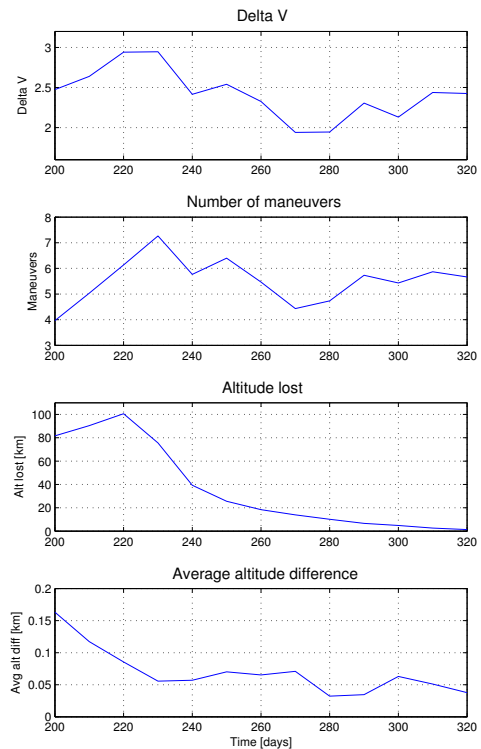 Delta V
3
2.5
2
Delta V
200 220 240 260 280 300 320
Number of maneuvers
8
7
6
5
4
3
Maneuvers
200 220 240 260 280 300 320
Altitude lost
100
80
60
40
20
0
Alt lost [km]
200 220 240 260 280 300 320
Average altitude difference
0.2
0.15
0.1
0.05
0
Avg alt diff [km]
200 220 240 260 280 300 320
Time [days]